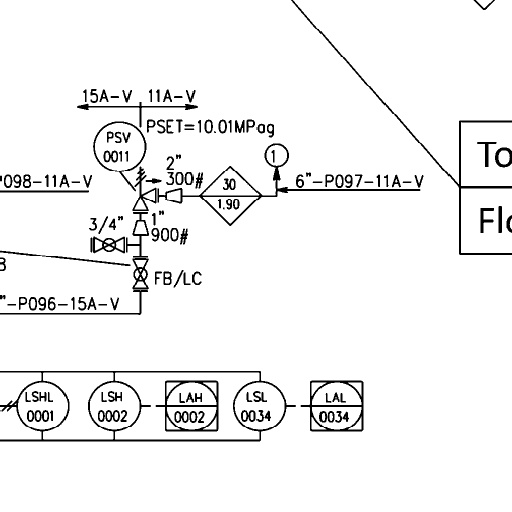 15A-V 11A-V
PSV
0011
PSET=10.01MPag
2"
300#
30
1.90
1
6"-P097-11A-V
P098-11A-V
3/4"
1"
900#
FB/LC
"-P096-15A-V
LSHL
0001
LSH
0002
LAH
0002
LSL
0034
LAL
0034
To
Flo